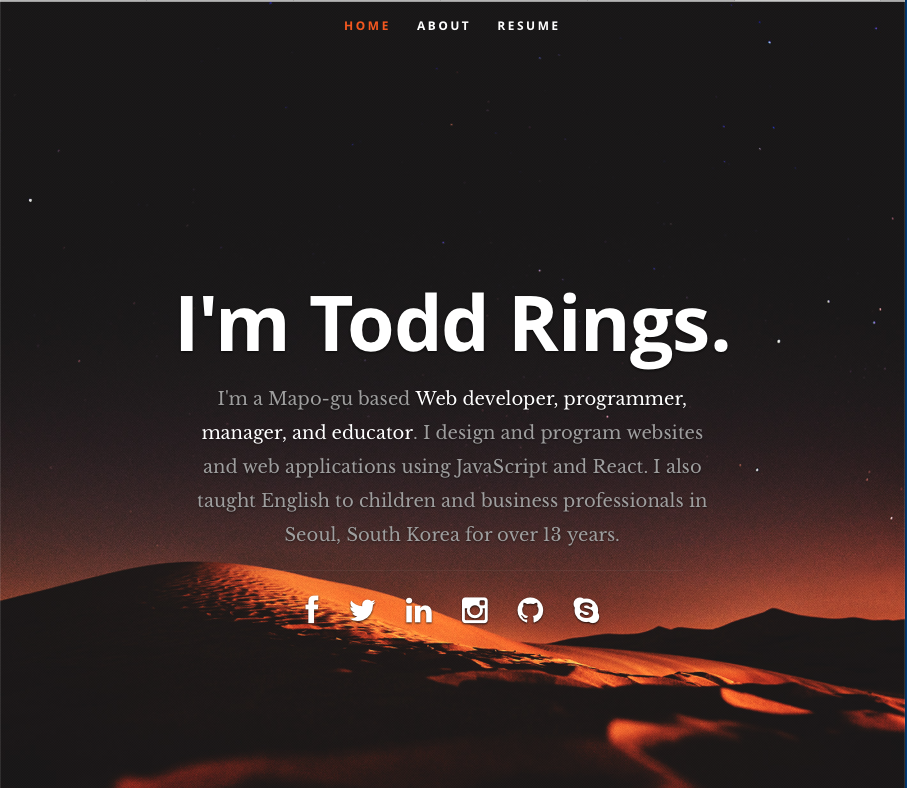 HOME ABOUT RESUME
I'm Todd Rings.
I'm a Mapo-gu based Web developer, programmer,
manager, and educator. I design and program websites
and web applications using JavaScript and React. I also
taught English to children and business professionals in
Seoul, South Korea for over 13 years.